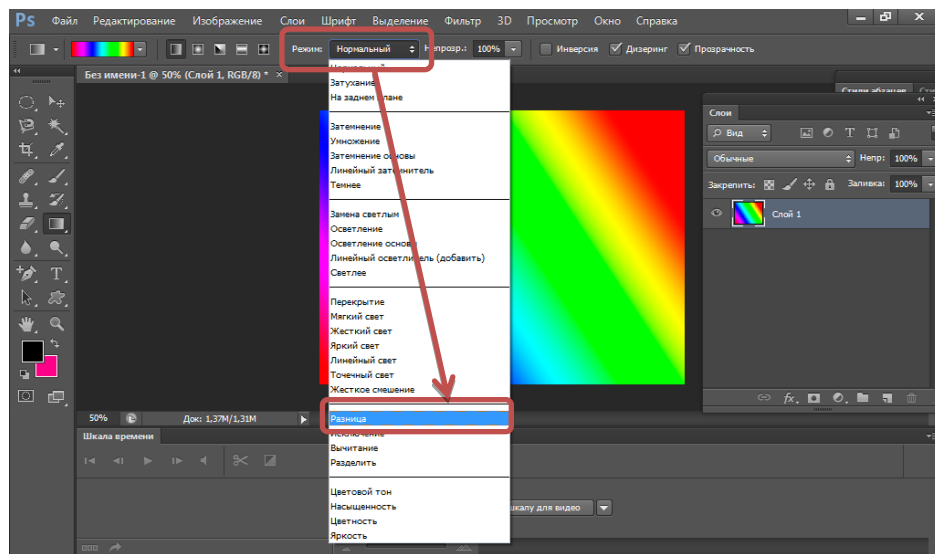 Ps Файл Редактирование Изображение Слои Шрифт Выделение Фильтр 3D Просмотр Окно Справка
Режим: Нормальный Непрозр.: 100% Инверсия Дизеринг Прозрачность
Без имени-1 @ 50% (Слой 1, RGB/8) * ×
Нормальный
Затухание
На заднем плане
Затемнение
Умножение
Затемнение основы
Линейный затемнитель
Темнее
Замена светлым
Осветление
Осветление основы
Линейный осветлитель (добавить)
Светлее
Перекрытие
Мягкий свет
Жесткий свет
Яркий свет
Линейный свет
Точечный свет
Жесткое смешение
Разница
Исключение
Вычитание
Разделить
Цветовой тон
Насыщенность
Цветность
Яркость
Стили абзацев
Слои
Вид
Обычные Непр: 100%
Закрепить: Заливка: 100%
Слой 1
fx
50% Док: 1,37M/1,31M
Шкала времени
шкалу для видео